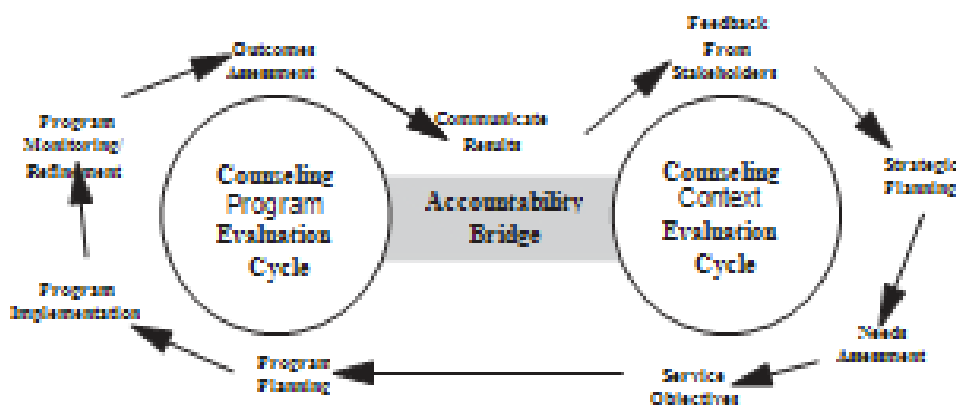 Outcomes
Assessment
Communicate
Results
Feedback
From
Stakeholders
Strategic
Planning
Needs
Assessment
Service
Objectives
Program
Planning
Program
Implementation
Program
Monitoring/
Refinement
Counseling
Program
Evaluation
Cycle
Accountability
Bridge
Counseling
Context
Evaluation
Cycle